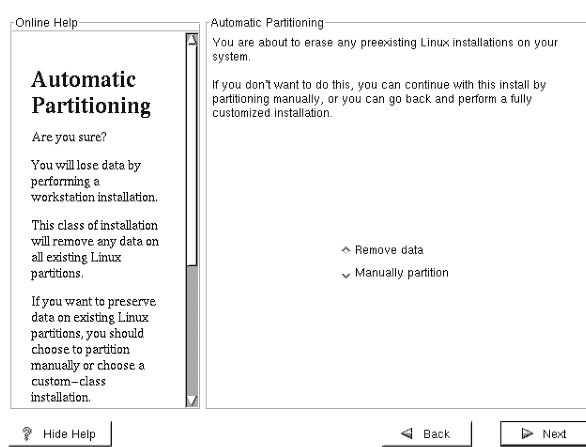 Online Help
Automatic
Partitioning
Are you sure?
You will lose data by
performing a
workstation installation.
This class of installation
will remove any data on
all existing Linux
partitions.
If you want to preserve
data on existing Linux
partitions, you should
choose to partition
manually or choose a
custom–class
installation.
Automatic Partitioning
You are about to erase any preexisting Linux installations on your
system.
If you don't want to do this, you can continue with this install by
partitioning manually, or you can go back and perform a fully
customized installation.
Remove data
Manually partition
Hide Help
Back
Next